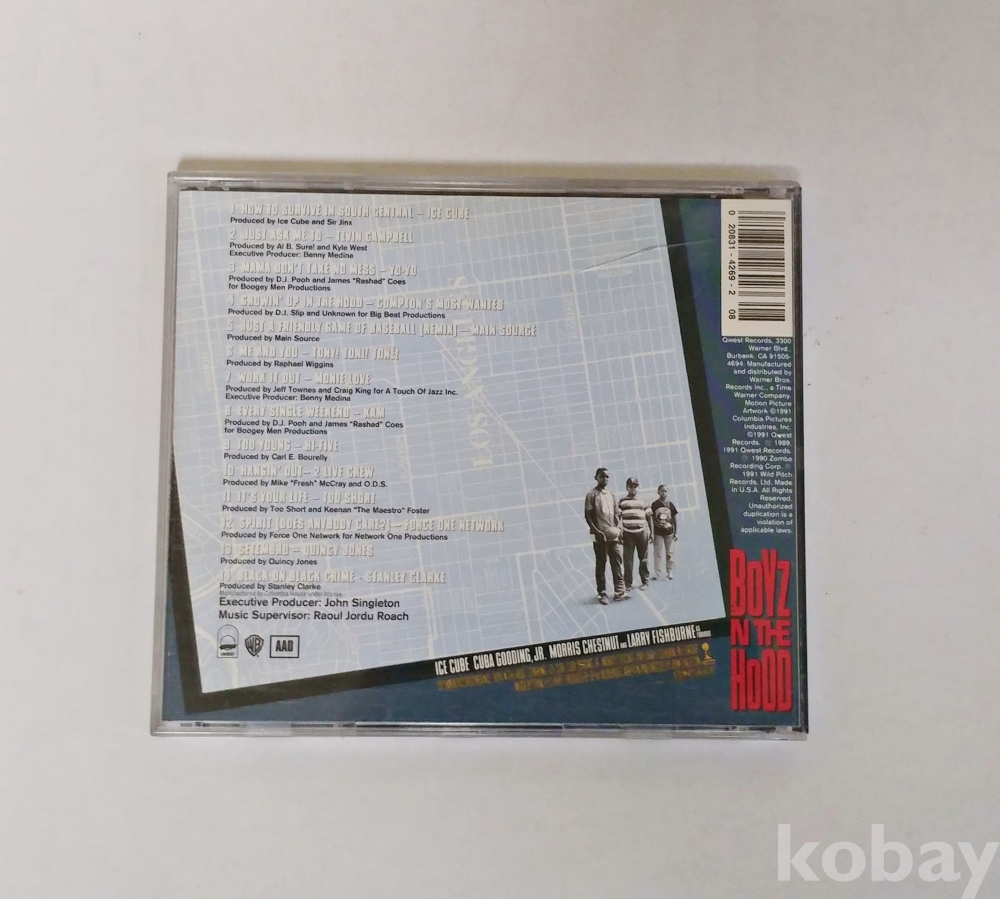 1 HOW TO SURVIVE IN SOUTH CENTRAL – ICE CUBE
Produced by Ice Cube and Sir Jinx
2 JUST ASK ME TO – TEVIN CAMPBELL
Produced by Al B. Sure! and Kyle West
Executive Producer: Benny Medina
3 MAMA DON'T TAKE NO MESS – YO-YO
Produced by D.J. Pooh and James "Rashad" Coes
for Boogey Men Productions
4 GROWIN' UP IN THE HOOD – COMPTON'S MOST WANTED
Produced by D.J. Slip and Unknown for Big Beat Productions
5 JUST A FRIENDLY GAME OF BASEBALL (REMIX) – MAIN SOURCE
Produced by Main Source
6 ME AND YOU – TONY! TONI! TONÉ!
Produced by Raphael Wiggins
7 WORK IT OUT – MONIE LOVE
Produced by Jeff Townes and Craig King for A Touch Of Jazz Inc.
Executive Producer: Benny Medina
8 EVERY SINGLE WEEKEND – KAM
Produced by D.J. Pooh and James "Rashad" Coes
for Boogey Men Productions
9 TOO YOUNG – HI-FIVE
Produced by Carl E. Bourelly
10 HANGIN' OUT – 2 LIVE CREW
Produced by Mike "Fresh" McCray and O.D.S.
11 IT'S YOUR LIFE – TOO SHORT
Produced by Too Short and Keenan "The Maestro" Foster
12 SPIRIT (DOES ANYBODY CARE?) – FORCE ONE NETWORK
Produced by Force One Network for Network One Productions
13 SETEMBRO – QUINCY JONES
Produced by Quincy Jones
14 BLACK ON BLACK CRIME - STANLEY CLARKE
Produced by Stanley Clarke
Manufactured by Columbia House under license
Executive Producer: John Singleton
Music Supervisor: Raoul Jordu Roach
WB
AAD
LOS ANGELES
ICE CUBE CUBA GOODING, JR. MORRIS CHESTNUT AND LARRY FISHBURNE AS FURIOUS
0 20831 - 4269 - 2 08
Qwest Records, 3300
Warner Blvd.,
Burbank, CA 91505-
4694. Manufactured
and distributed by
Warner Bros.
Records Inc., a Time
Warner Company.
Motion Picture
Artwork ©1991
Columbia Pictures
Industries, Inc.
©1991 Qwest
Records. ℗ 1989,
1991 Qwest Records.
℗ 1990 Zomba
Recording Corp. ℗
1991 Wild Pitch
Records, Ltd. Made
in U.S.A. All Rights
Reserved.
Unauthorized
duplication is a
violation of
applicable laws.
BOYZ
N THE
HOOD
kobay